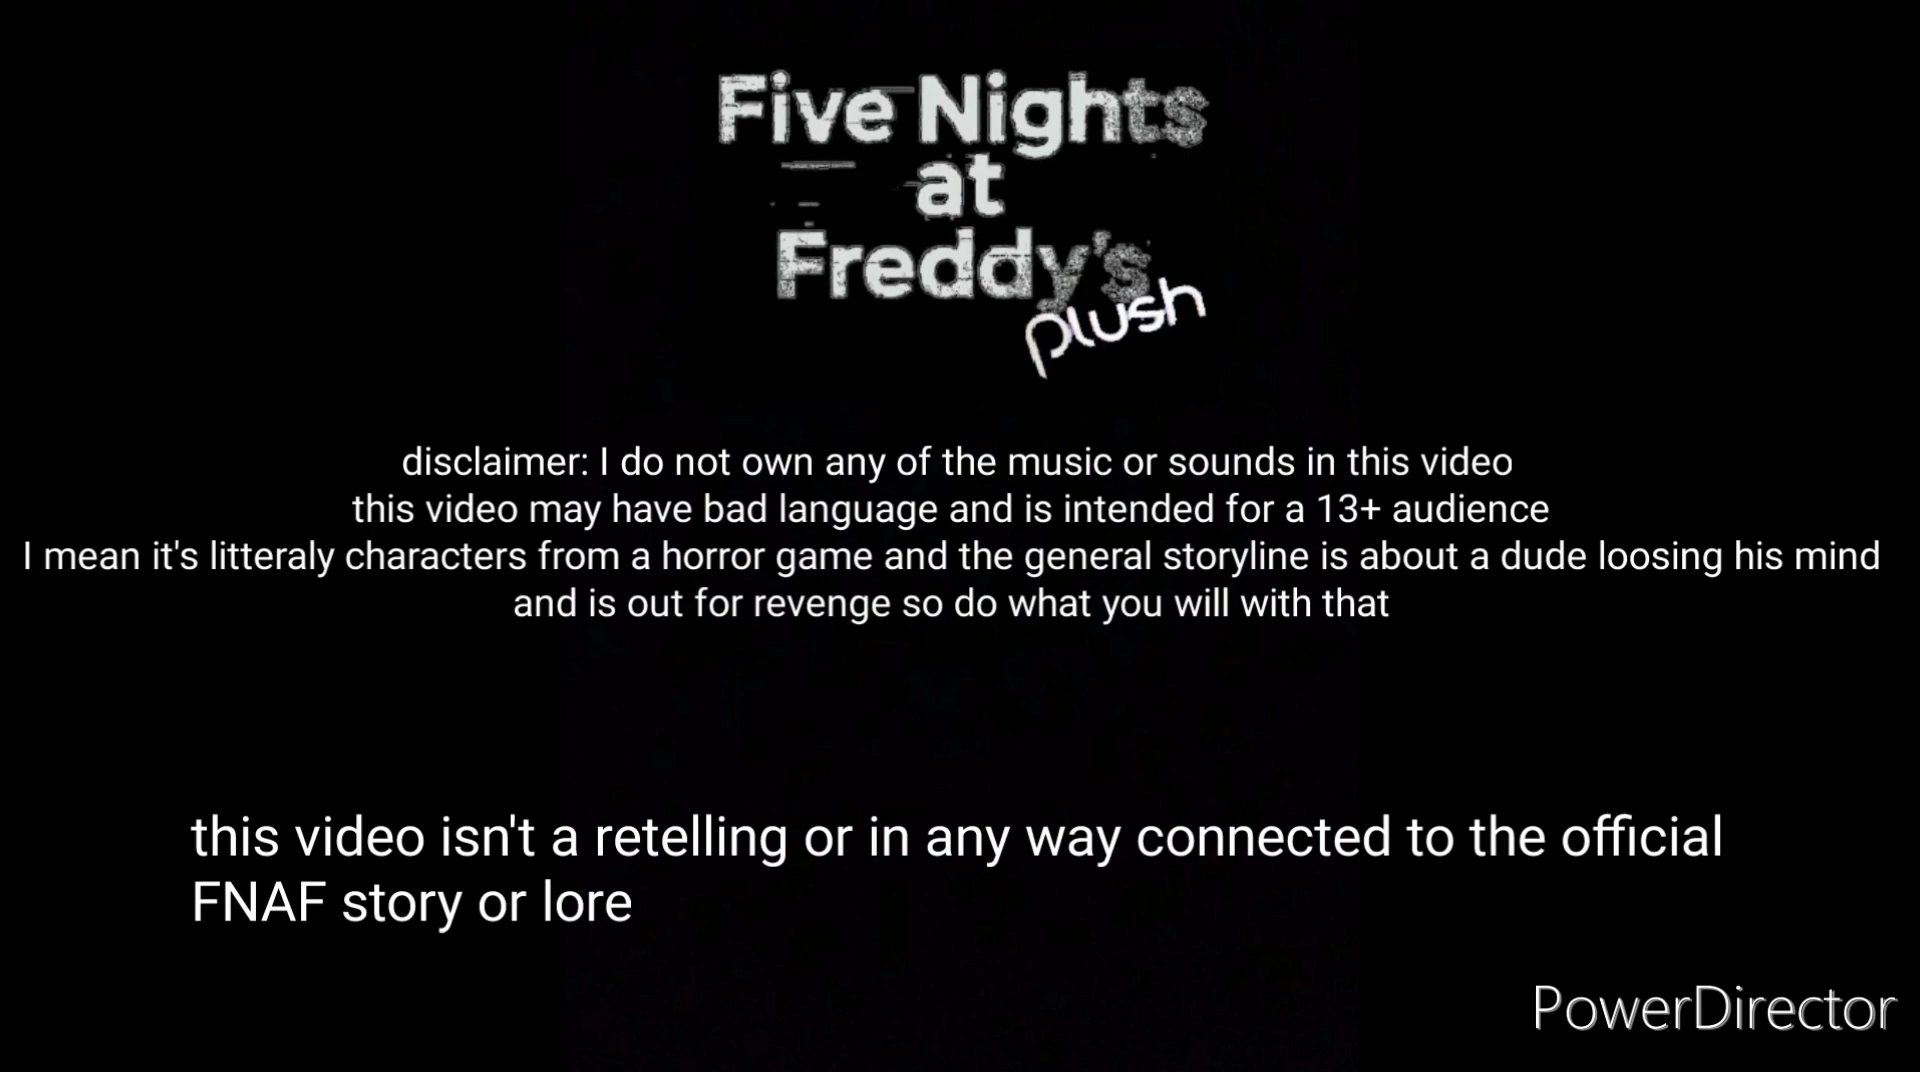 Five Nights
at
Freddy's
plush
disclaimer: I do not own any of the music or sounds in this video
this video may have bad language and is intended for a 13+ audience
I mean it's litteraly characters from a horror game and the general storyline is about a dude loosing his mind
and is out for revenge so do what you will with that
this video isn't a retelling or in any way connected to the official
FNAF story or lore
PowerDirector